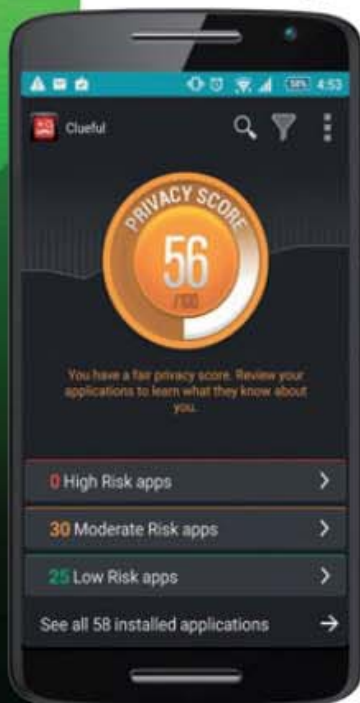 58% 4:53
Clueful
PRIVACY SCORE
56
/100
You have a fair privacy score. Review your
applications to learn what they know about
you.
0 High Risk apps
30 Moderate Risk apps
25 Low Risk apps
See all 58 installed applications